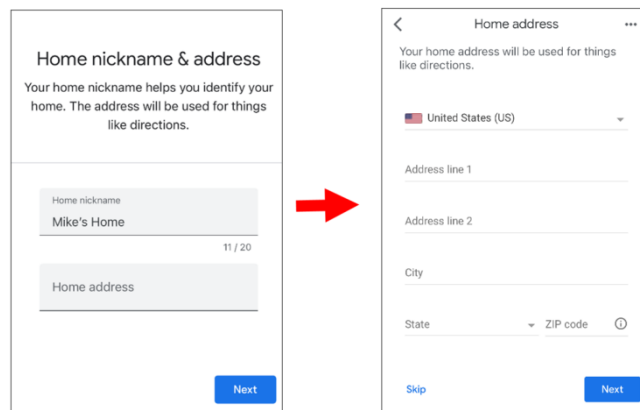 Home nickname & address
Your home nickname helps you identify your
home. The address will be used for things
like directions.
Home nickname
Mike's Home
11 / 20
Home address
Next
Home address
Your home address will be used for things
like directions.
United States (US)
Address line 1
Address line 2
City
State
ZIP code
Skip
Next